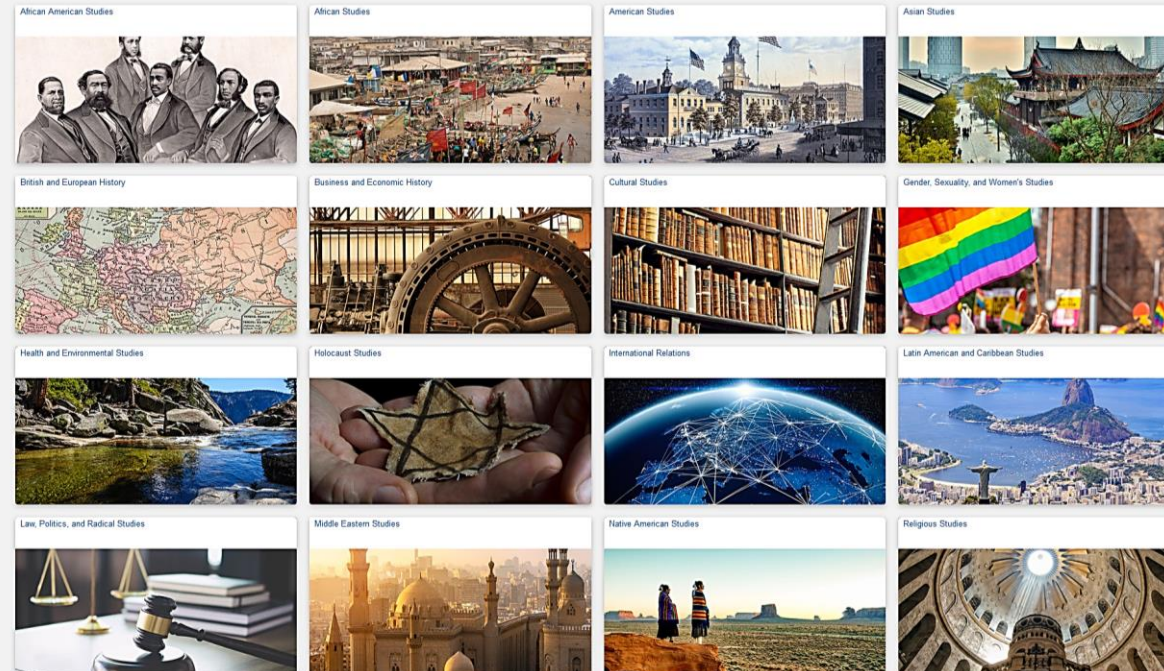 African American Studies
African Studies
American Studies
Asian Studies
British and European History
Business and Economic History
Cultural Studies
Gender, Sexuality, and Women's Studies
Health and Environmental Studies
Holocaust Studies
International Relations
Latin American and Caribbean Studies
Law, Politics, and Radical Studies
Middle Eastern Studies
Native American Studies
Religious Studies